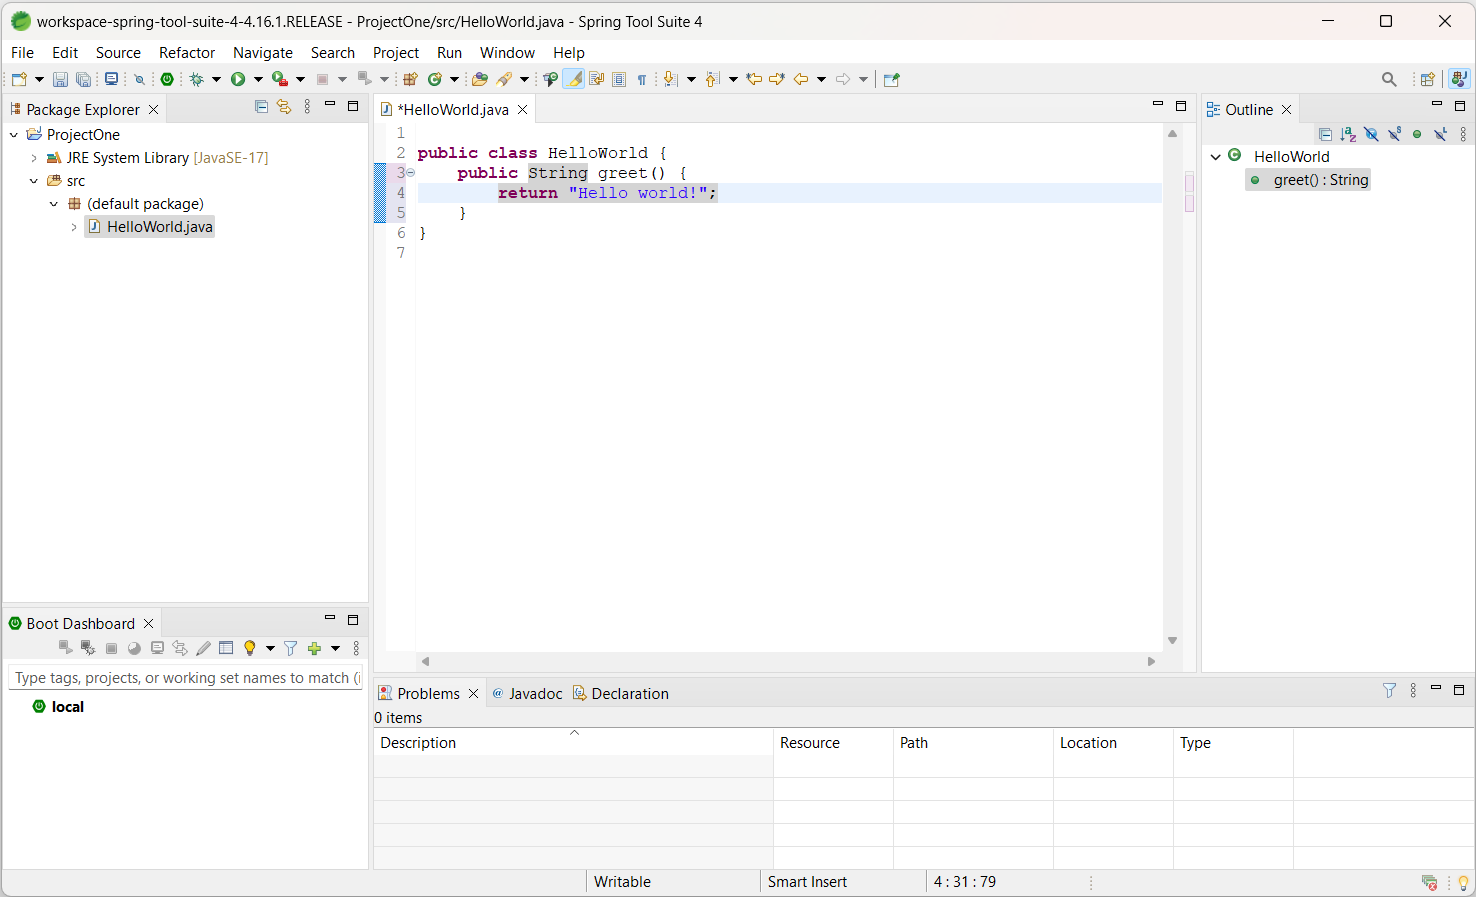 workspace-spring-tool-suite-4-4.16.1.RELEASE - ProjectOne/src/HelloWorld.java - Spring Tool Suite 4
File Edit Source Refactor Navigate Search Project Run Window Help
Package Explorer
ProjectOne
JRE System Library [JavaSE-17]
src
(default package)
HelloWorld.java
*HelloWorld.java
1
2 public class HelloWorld {
3 public String greet() {
4 return "Hello world!";
5 }
6 }
7
Outline
HelloWorld
greet() : String
Boot Dashboard
Type tags, projects, or working set names to match (i
local
Problems @ Javadoc Declaration
0 items
Description Resource Path Location Type
Writable Smart Insert 4 : 31 : 79